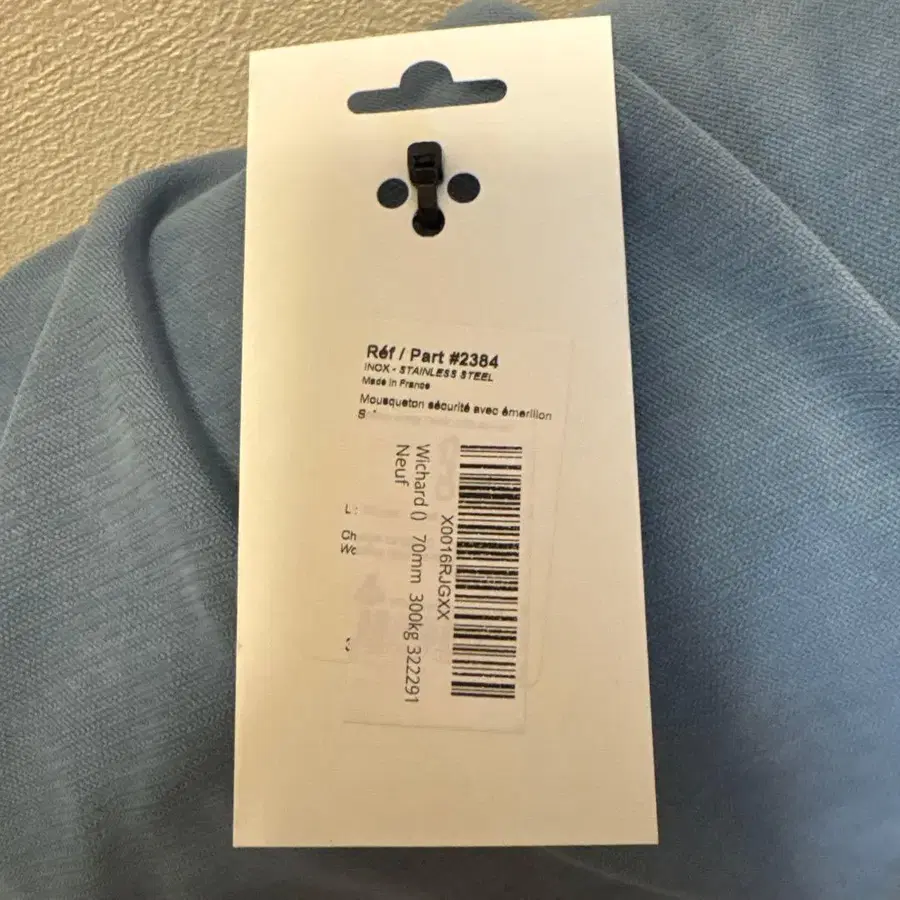 Réf / Part #2384
INOX - STAINLESS STEEL
Made in France
Mousqueton sécurité avec émerillon
X0016RJGXX
Wichard () 70mm 300kg 322291
Neuf